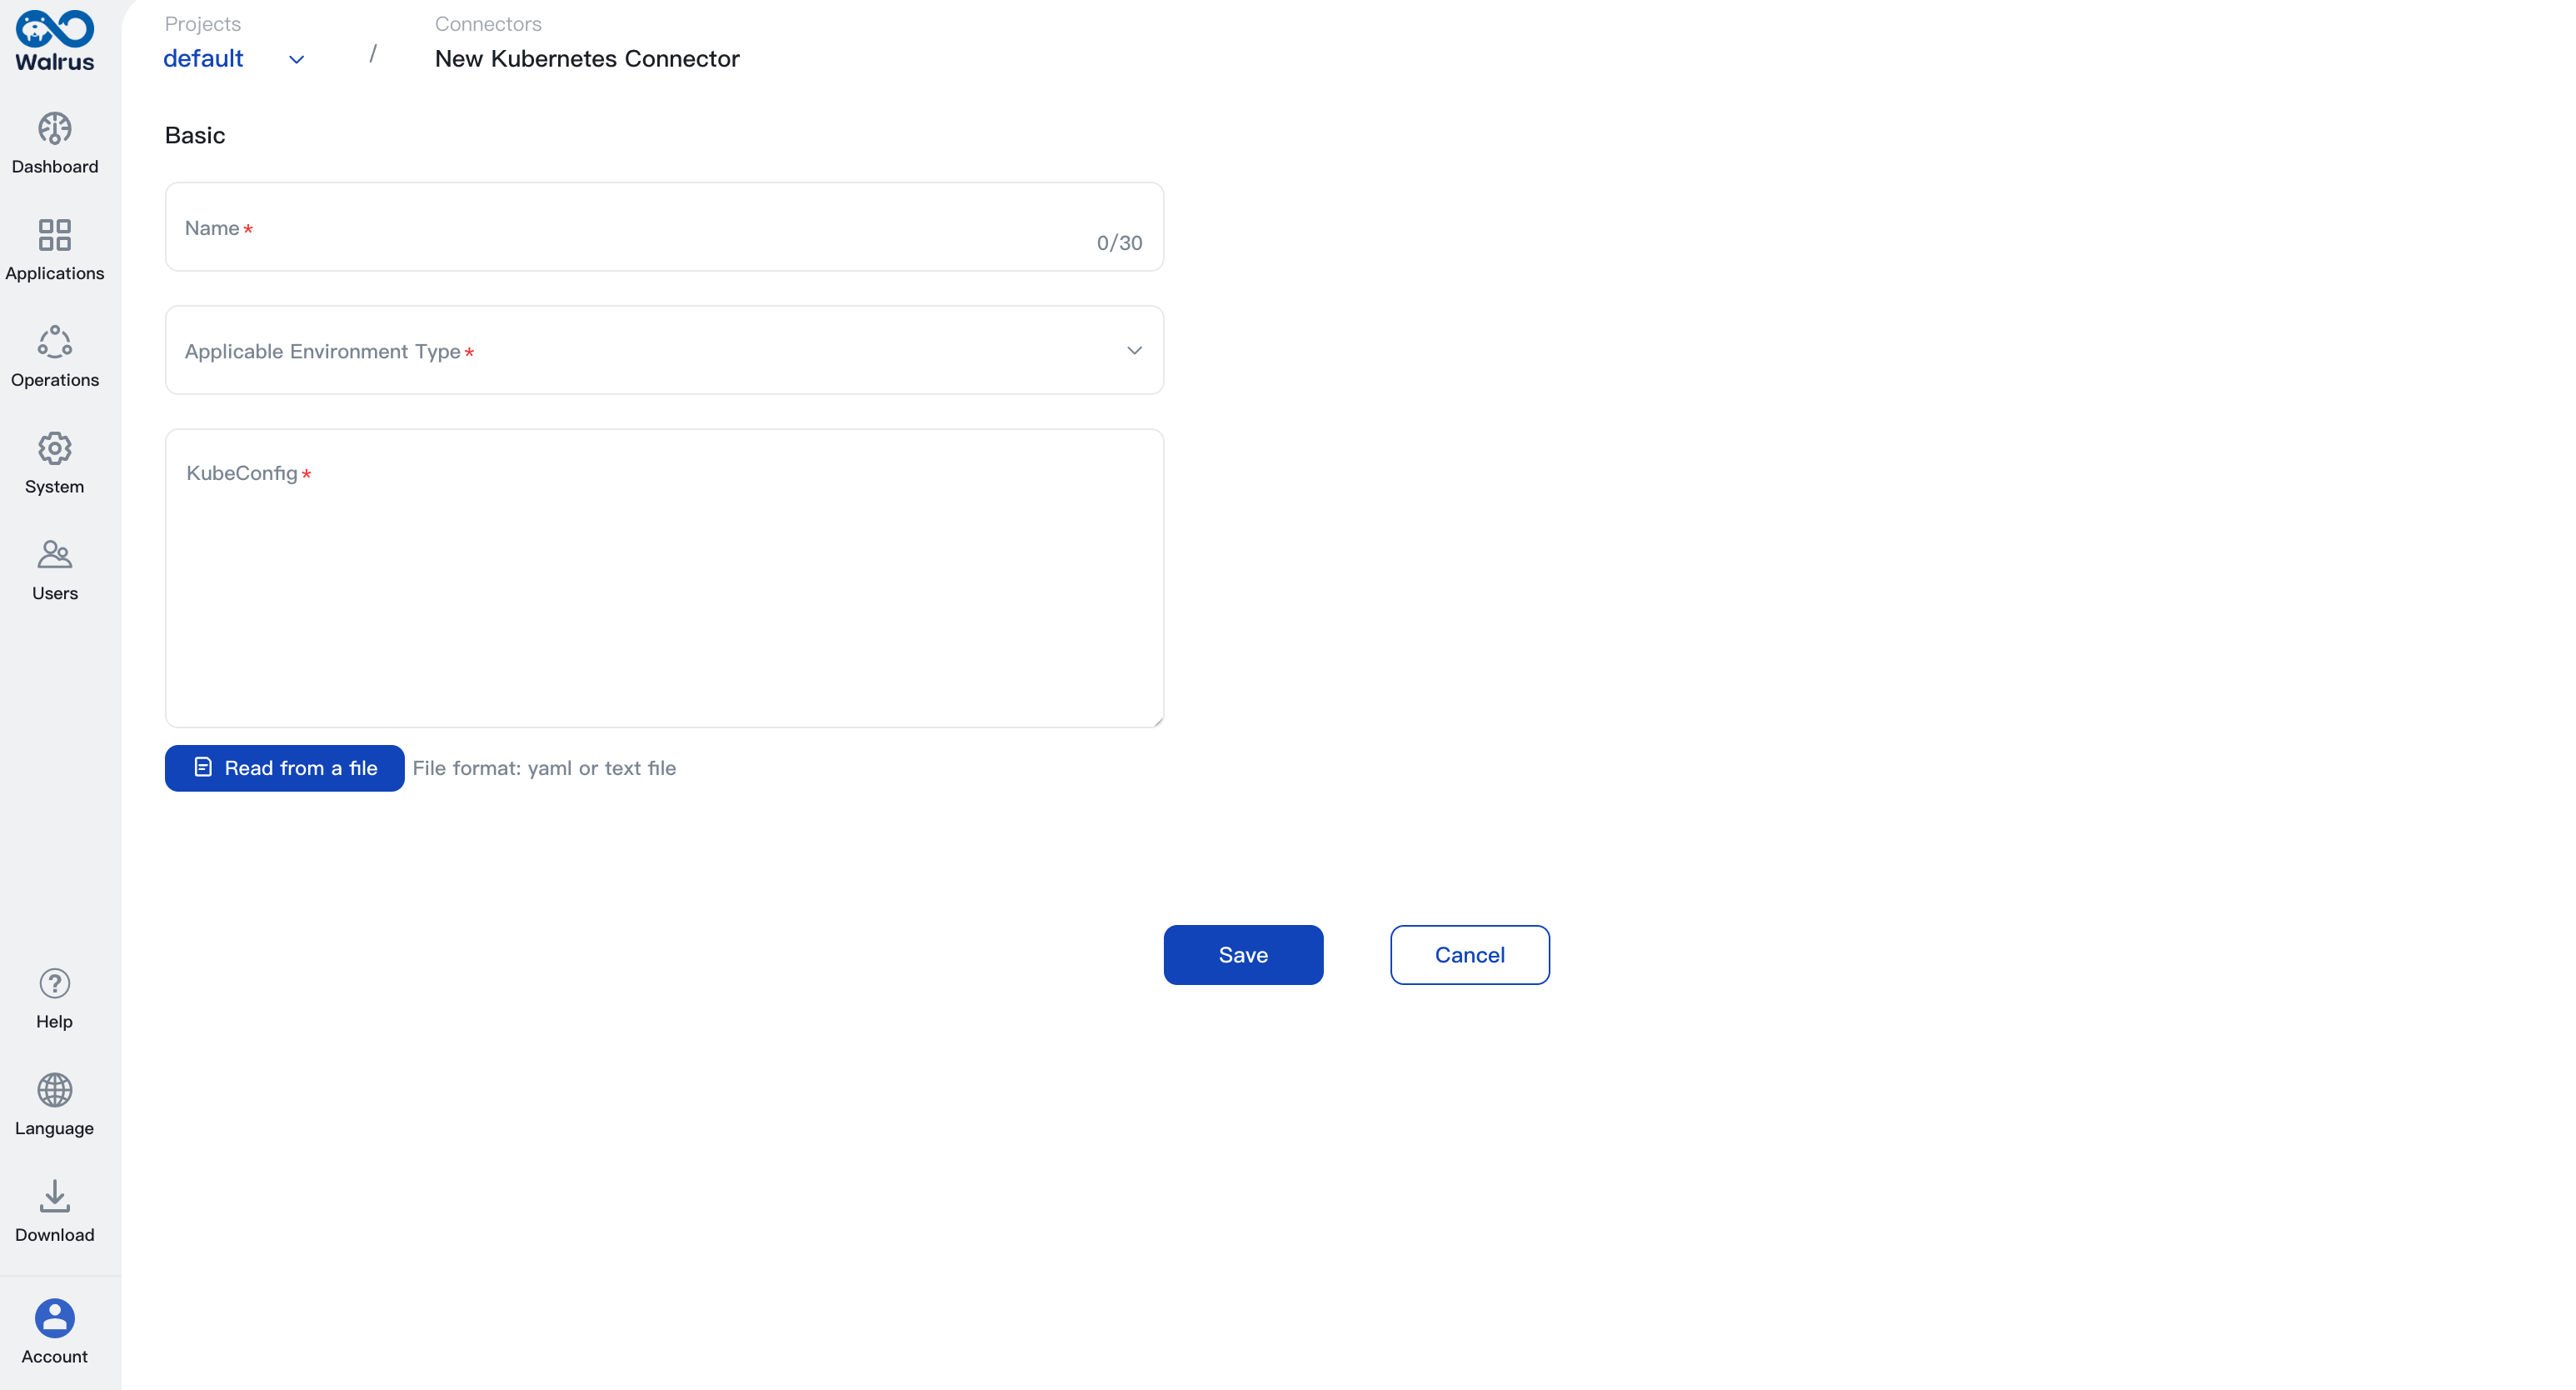 Walrus
Dashboard
Applications
Operations
System
Users
Help
Language
Download
Account
Projects
default
/
Connectors
New Kubernetes Connector
Basic
Name*
0/30
Applicable Environment Type*
KubeConfig*
Read from a file
File format: yaml or text file
Save
Cancel